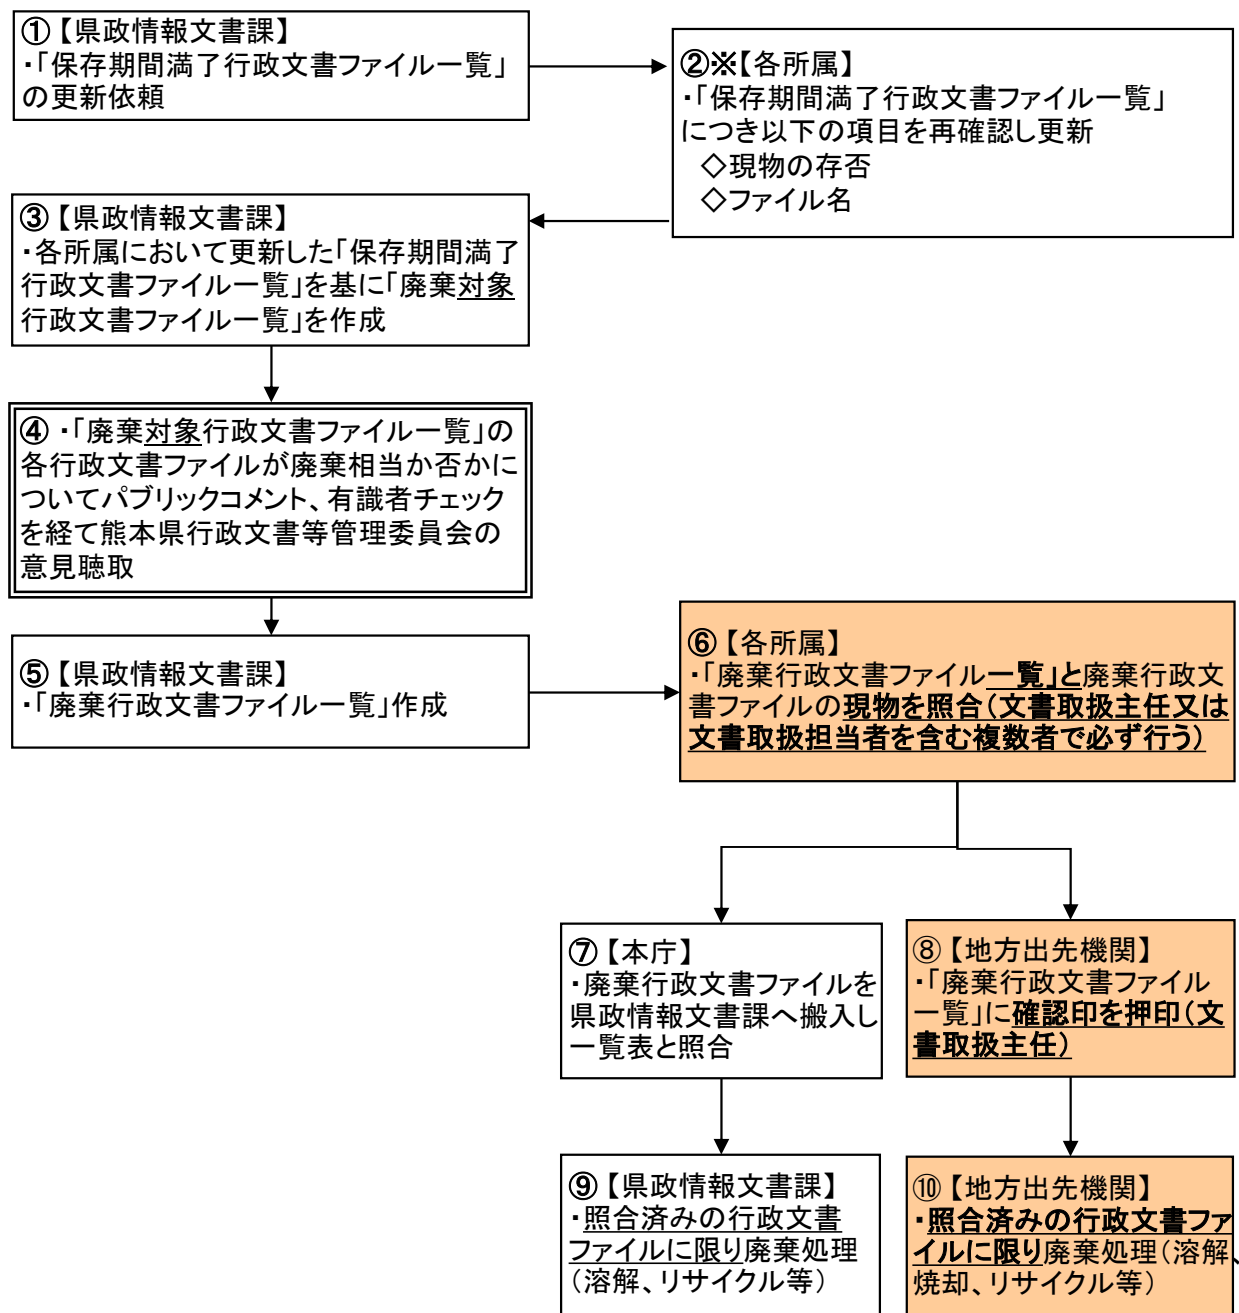 ①【県政情報文書課】
・「保存期間満了行政文書ファイル一覧」
の更新依頼
②※【各所属】
・「保存期間満了行政文書ファイル一覧」
につき以下の項目を再確認し更新
◇現物の存否
◇ファイル名
③【県政情報文書課】
・各所属において更新した「保存期間満了
行政文書ファイル一覧」を基に「廃棄対象
行政文書ファイル一覧」を作成
④ ・「廃棄対象行政文書ファイル一覧」の
各行政文書ファイルが廃棄相当か否かに
ついてパブリックコメント、有識者チェック
を経て熊本県行政文書等管理委員会の
意見聴取
⑤【県政情報文書課】
・「廃棄行政文書ファイル一覧」作成
⑥【各所属】
・「廃棄行政文書ファイル一覧」と廃棄行政文
書ファイルの現物を照合（文書取扱主任又は
文書取扱担当者を含む複数者で必ず行う）
⑦【本庁】
・廃棄行政文書ファイルを
県政情報文書課へ搬入し
一覧表と照合
⑧【地方出先機関】
・「廃棄行政文書ファイル
一覧」に確認印を押印（文
書取扱主任）
⑨【県政情報文書課】
・照合済みの行政文書
ファイルに限り廃棄処理
（溶解、リサイクル等）
⑩【地方出先機関】
・照合済みの行政文書ファ
イルに限り廃棄処理（溶解、
焼却、リサイクル等）